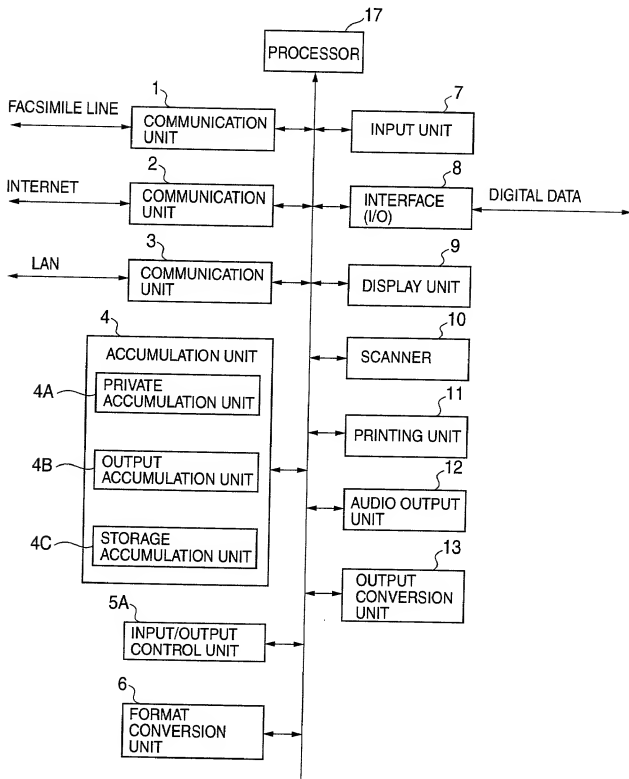 17
PROCESSOR
1
FACSIMILE LINE
COMMUNICATION
UNIT
7
INPUT UNIT
2
INTERNET
COMMUNICATION
UNIT
8
INTERFACE
(I/O)
DIGITAL DATA
3
LAN
COMMUNICATION
UNIT
9
DISPLAY UNIT
4
ACCUMULATION UNIT
4A
PRIVATE
ACCUMULATION UNIT
4B
OUTPUT
ACCUMULATION UNIT
4C
STORAGE
ACCUMULATION UNIT
10
SCANNER
11
PRINTING UNIT
12
AUDIO OUTPUT
UNIT
13
OUTPUT
CONVERSION
UNIT
5A
INPUT/OUTPUT
CONTROL UNIT
6
FORMAT
CONVERSION
UNIT